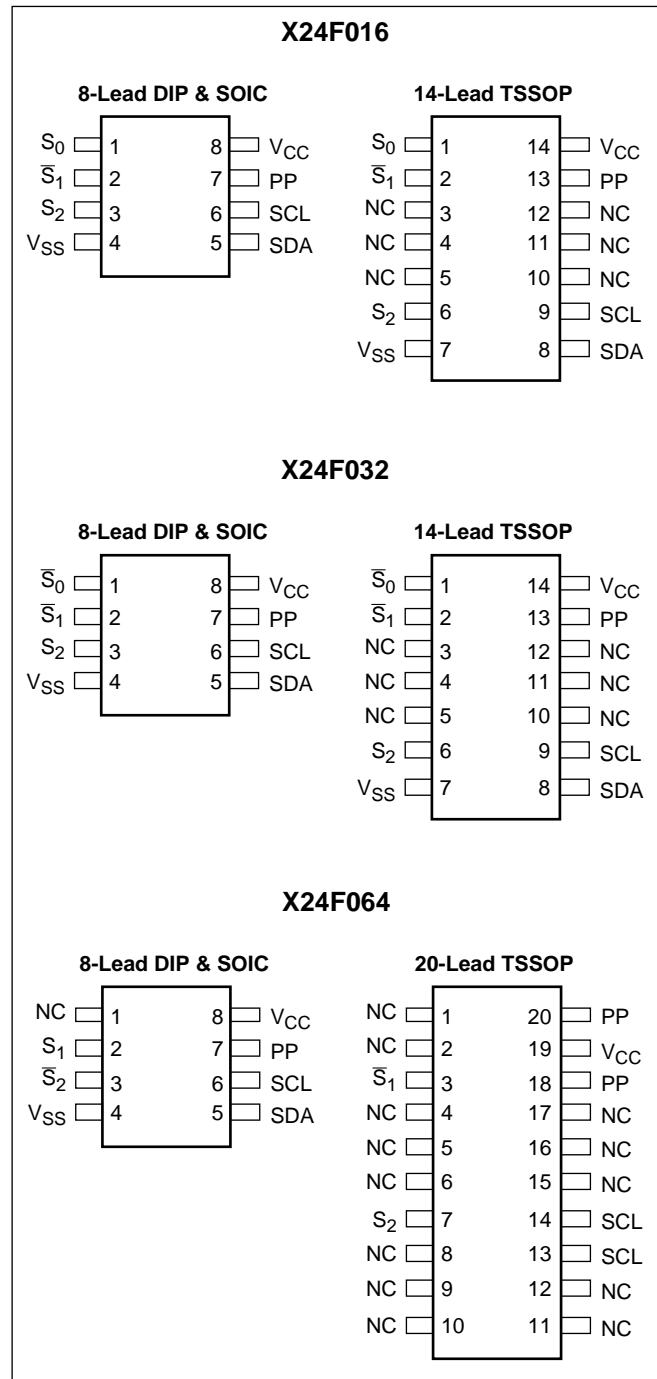 X24F016
8-Lead DIP & SOIC
S0 1 8 VCC
S̅1 2 7 PP
S2 3 6 SCL
VSS 4 5 SDA
14-Lead TSSOP
S0 1 14 VCC
S̅1 2 13 PP
NC 3 12 NC
NC 4 11 NC
NC 5 10 NC
S2 6 9 SCL
VSS 7 8 SDA
X24F032
8-Lead DIP & SOIC
S̅0 1 8 VCC
S̅1 2 7 PP
S2 3 6 SCL
VSS 4 5 SDA
14-Lead TSSOP
S̅0 1 14 VCC
S̅1 2 13 PP
NC 3 12 NC
NC 4 11 NC
NC 5 10 NC
S2 6 9 SCL
VSS 7 8 SDA
X24F064
8-Lead DIP & SOIC
NC 1 8 VCC
S1 2 7 PP
S̅2 3 6 SCL
VSS 4 5 SDA
20-Lead TSSOP
NC 1 20 PP
NC 2 19 VCC
S̅1 3 18 PP
NC 4 17 NC
NC 5 16 NC
NC 6 15 NC
S2 7 14 SCL
NC 8 13 SCL
NC 9 12 NC
NC 10 11 NC